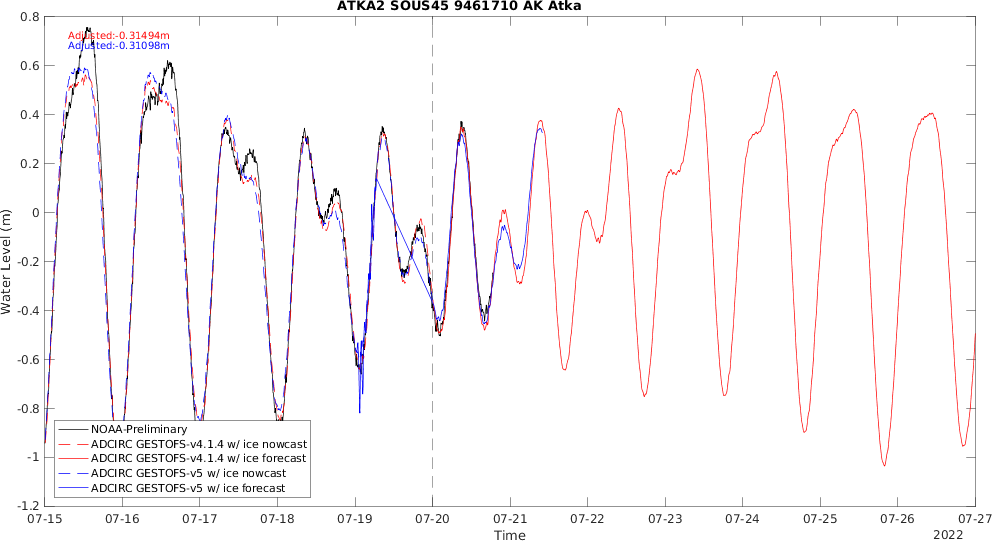 ATKA2 SOUS45 9461710 AK Atka
Adjusted:-0.31494m
Adjusted:-0.31098m
Water Level (m)
0.8
0.6
0.4
0.2
0
-0.2
-0.4
-0.6
-0.8
-1
-1.2
NOAA-Preliminary
ADCIRC GESTOFS-v4.1.4 w/ ice nowcast
ADCIRC GESTOFS-v4.1.4 w/ ice forecast
ADCIRC GESTOFS-v5 w/ ice nowcast
ADCIRC GESTOFS-v5 w/ ice forecast
07-15 07-16 07-17 07-18 07-19 07-20 07-21 07-22 07-23 07-24 07-25 07-26 07-27
Time
2022